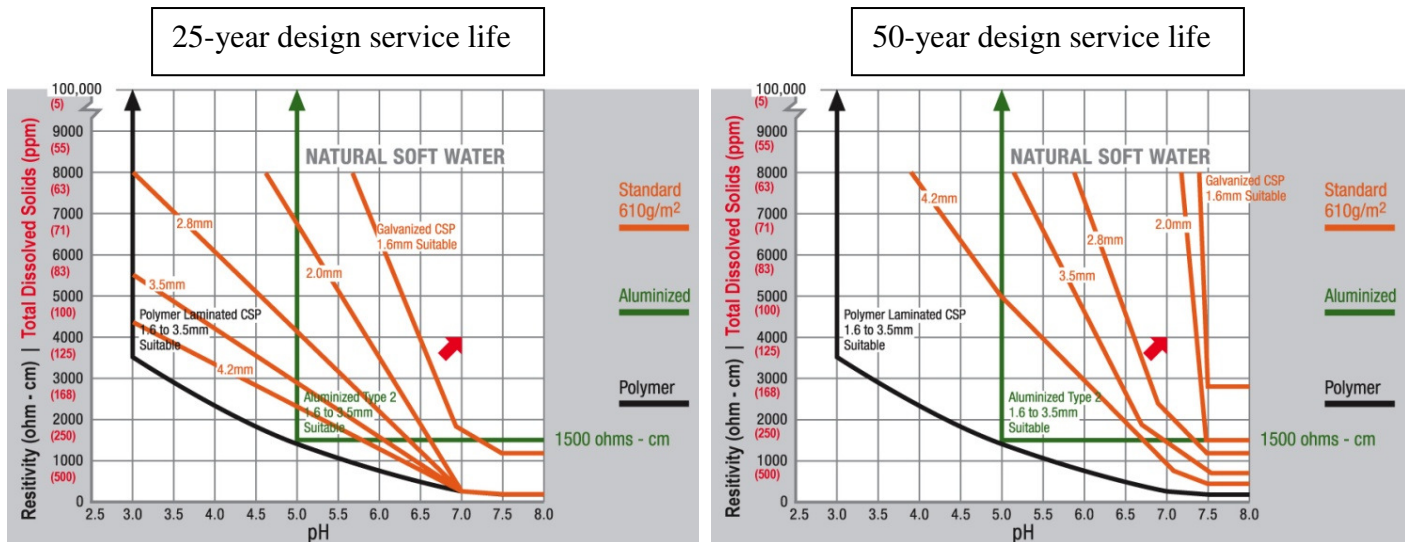 25-year design service life
100,000
(5)
9000
(55)
8000
(63)
7000
(71)
6000
(83)
5000
(100)
4000
(125)
3000
(168)
2000
(250)
1000
(500)
0
Resitivity (ohm - cm) | Total Dissolved Solids (ppm)
2.5 3.0 3.5 4.0 4.5 5.0 5.5 6.0 6.5 7.0 7.5 8.0
pH
NATURAL SOFT WATER
2.8mm
Galvanized CSP
1.6mm Suitable
2.0mm
3.5mm
Polymer Laminated CSP
1.6 to 3.5mm
Suitable
4.2mm
Aluminized Type 2
1.6 to 3.5mm
Suitable
Standard
610g/m²
Aluminized
Polymer
1500 ohms - cm
50-year design service life
100,000
(5)
9000
(55)
8000
(63)
7000
(71)
6000
(83)
5000
(100)
4000
(125)
3000
(168)
2000
(250)
1000
(500)
0
Resitivity (ohm - cm) | Total Dissolved Solids (ppm)
2.5 3.0 3.5 4.0 4.5 5.0 5.5 6.0 6.5 7.0 7.5 8.0
pH
NATURAL SOFT WATER
Galvanized CSP
1.6mm Suitable
4.2mm
2.0mm
2.8mm
3.5mm
Polymer Laminated CSP
1.6 to 3.5mm
Suitable
Aluminized Type 2
1.6 to 3.5mm
Suitable
Standard
610g/m²
Aluminized
Polymer
1500 ohms - cm